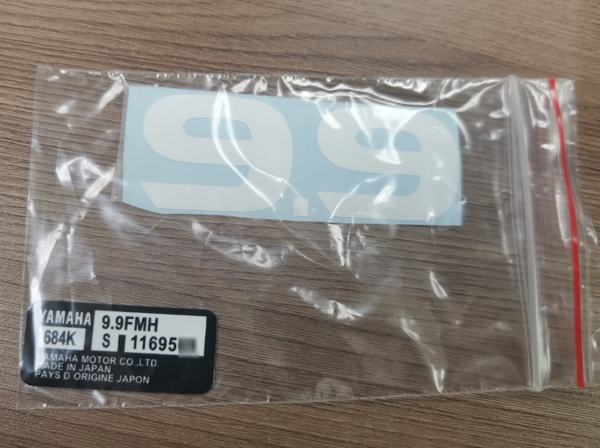 9.9
YAMAHA 9.9FMH
684K S 11695
YAMAHA MOTOR CO.,LTD.
MADE IN JAPAN
PAYS D ORIGINE JAPON